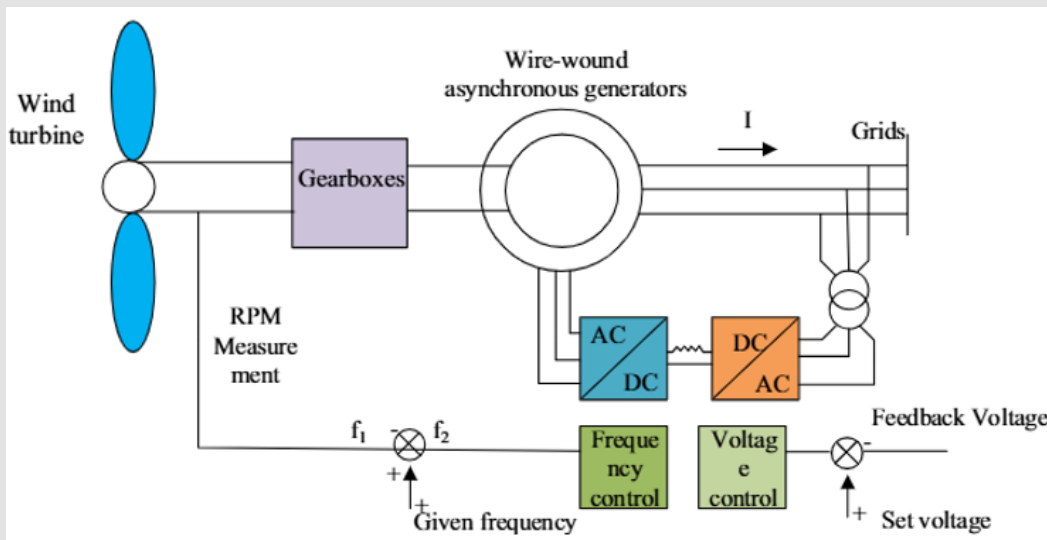 Wire-wound
asynchronous generators
Wind
turbine
Gearboxes
I
Grids
RPM
Measure
ment
AC
DC
DC
AC
f₁
-
f₂
+
+
Given frequency
Freque
ncy
control
Voltag
e
control
Feedback Voltage
-
+
Set voltage